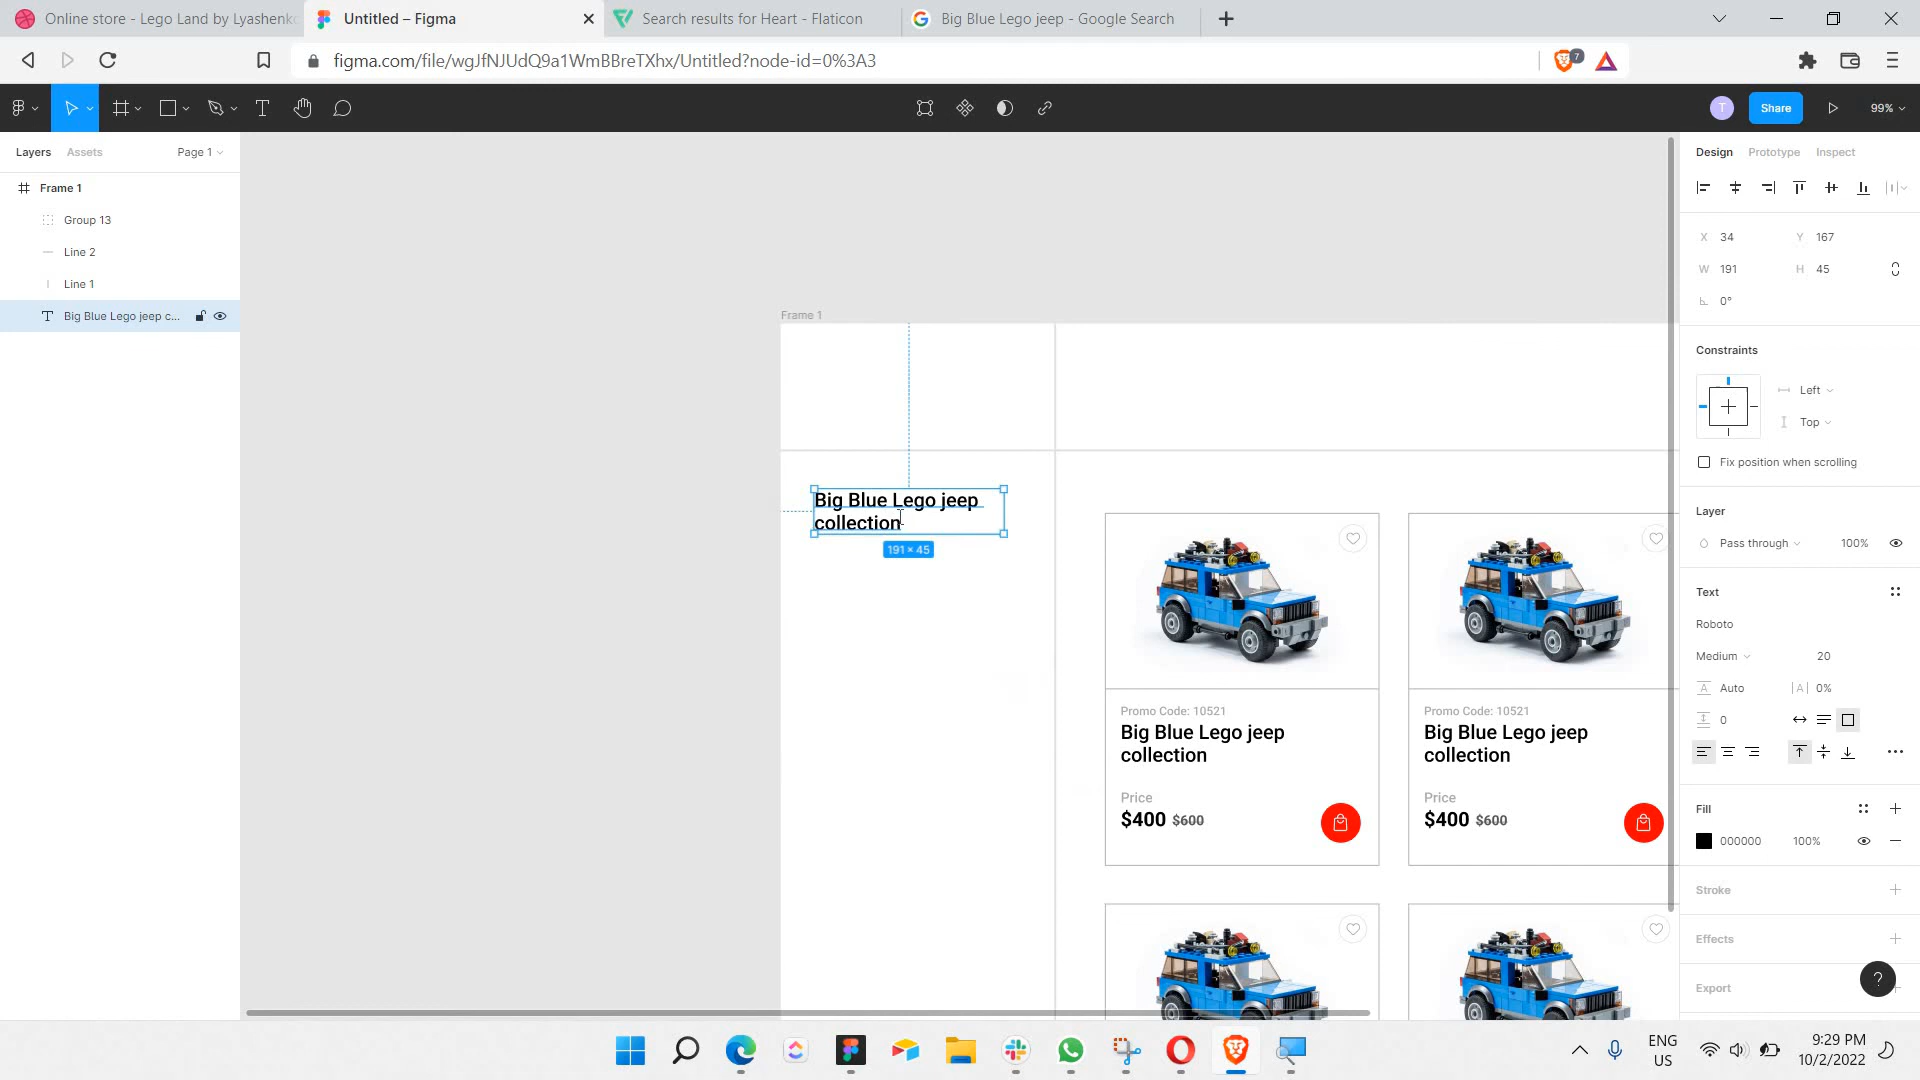 Online store - Lego Land by Lyashenko
Untitled – Figma
Search results for Heart - Flaticon
Big Blue Lego jeep - Google Search
figma.com/file/wgJfNJUdQ9a1WmBBreTXhx/Untitled?node-id=0%3A3
7
T
Share
99%
Layers
Assets
Page 1
Frame 1
Group 13
Line 2
Line 1
Big Blue Lego jeep c...
Frame 1
Big Blue Lego jeep
collection
191 × 45
Promo Code: 10521
Big Blue Lego jeep
collection
Price
$400 $600
Promo Code: 10521
Big Blue Lego jeep
collection
Price
$400 $600
Design
Prototype
Inspect
X 34
Y 167
W 191
H 45
0°
Constraints
Left
Top
Fix position when scrolling
Layer
Pass through
100%
Text
Roboto
Medium
20
Auto
0%
0
Fill
000000
100%
Stroke
Effects
Export
?
ENG
US
9:29 PM
10/2/2022